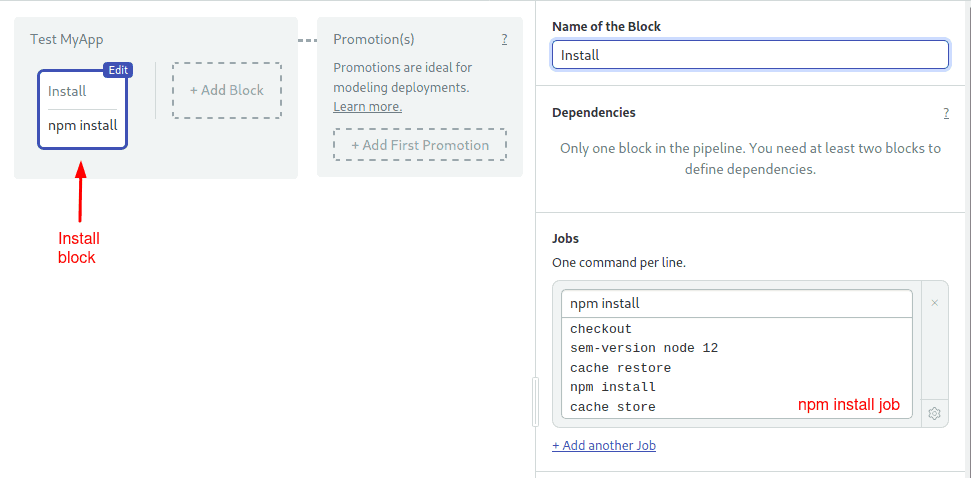 Test MyApp
Edit
Install
npm install
+ Add Block
Install
block
Promotion(s)
?
Promotions are ideal for
modeling deployments.
Learn more.
+ Add First Promotion
Name of the Block
Install
Dependencies
?
Only one block in the pipeline. You need at least two blocks to
define dependencies.
Jobs
One command per line.
npm install
×
checkout
sem-version node 12
cache restore
npm install
cache store
npm install job
+ Add another Job